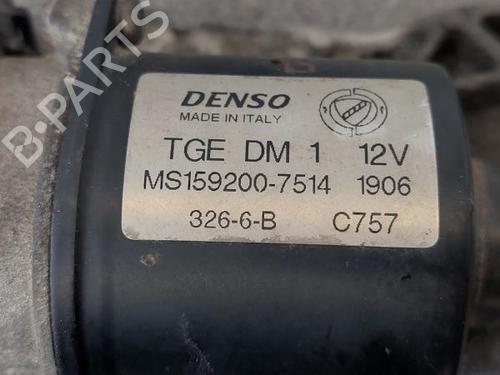 DENSO
MADE IN ITALY
TGE DM 1 12V
MS159200-7514 1906
326-6-B C757
B-PARTS